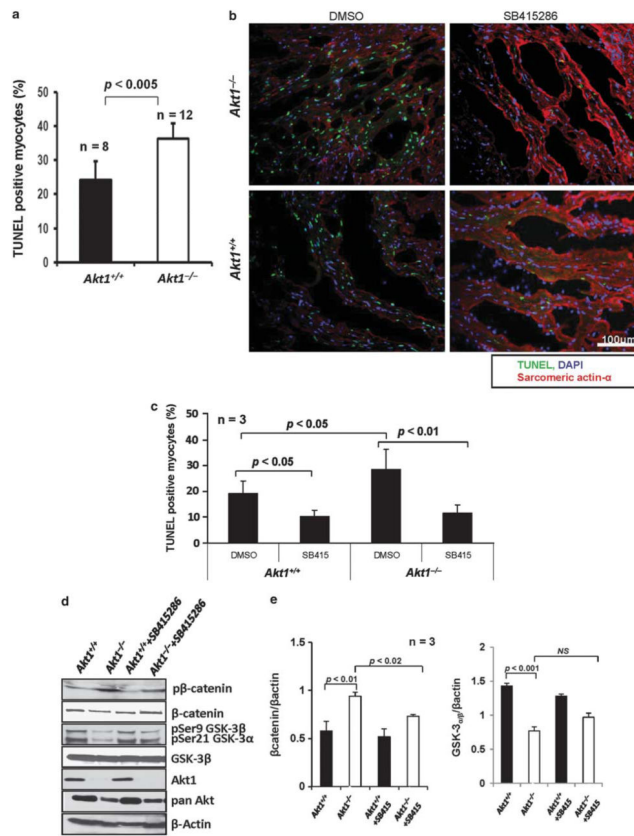 a
p < 0.005
n = 8
n = 12
TUNEL positive myocytes (%)
50
40
30
20
10
0
Akt1+/+
Akt1−/−
b
DMSO
SB415286
Akt1−/−
Akt1+/+
100μm
TUNEL, DAPI
Sarcomeric actin-α
c
n = 3
p < 0.05
p < 0.01
p < 0.05
TUNEL positive myocytes (%)
50
40
30
20
10
0
DMSO
SB415
DMSO
SB415
Akt1+/+
Akt1−/−
d
Akt1+/+
Akt1−/−
Akt1+/+ +SB415286
Akt1−/− +SB415286
pβ-catenin
β-catenin
pSer9 GSK-3β
pSer21 GSK-3α
GSK-3β
Akt1
pan Akt
β-Actin
e
n = 3
p < 0.02
p < 0.01
βcatenin/βactin
1.5
1
0.5
0
Akt1+/+
Akt1−/−
Akt1+/+ +SB415
Akt1−/− +SB415
NS
p < 0.001
GSK-3α/β/βactin
2
1.5
1
0.5
0
Akt1+/+
Akt1−/−
Akt1+/+ +SB415
Akt1−/− +SB415